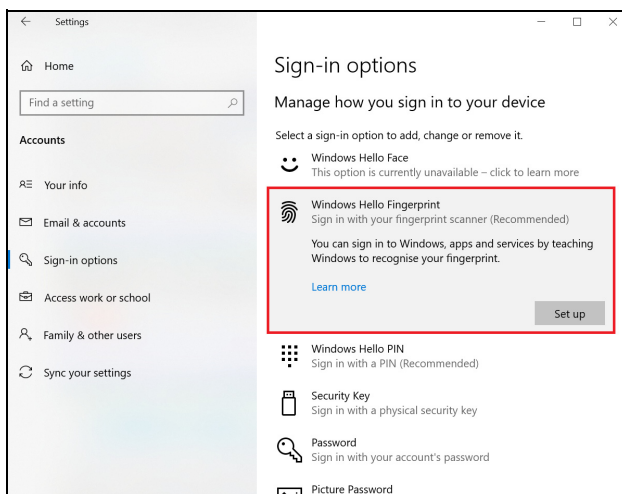 Settings
Home
Find a setting
Accounts
Your info
Email & accounts
Sign-in options
Access work or school
Family & other users
Sync your settings
Sign-in options
Manage how you sign in to your device
Select a sign-in option to add, change or remove it.
Windows Hello Face
This option is currently unavailable – click to learn more
Windows Hello Fingerprint
Sign in with your fingerprint scanner (Recommended)
You can sign in to Windows, apps and services by teaching
Windows to recognise your fingerprint.
Learn more
Set up
Windows Hello PIN
Sign in with a PIN (Recommended)
Security Key
Sign in with a physical security key
Password
Sign in with your account's password
Picture Password